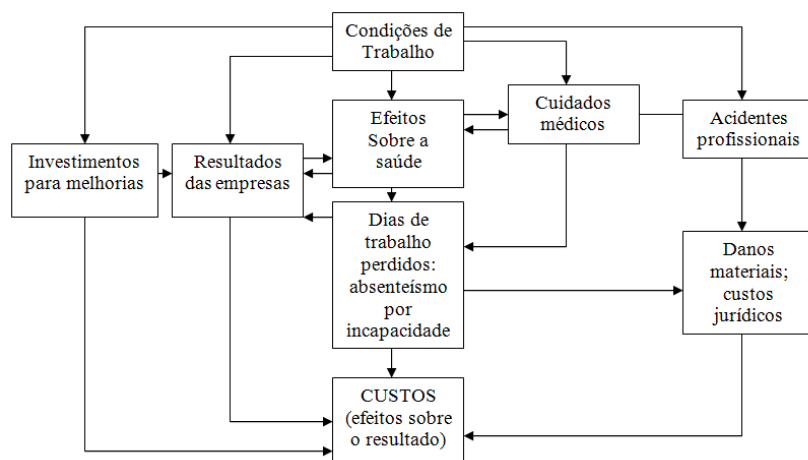 Condições de
Trabalho
Efeitos
Sobre a
saúde
Cuidados
médicos
Acidentes
profissionais
Investimentos
para melhorias
Resultados
das empresas
Dias de
trabalho
perdidos:
absenteísmo
por
incapacidade
Danos
materiais;
custos
jurídicos
CUSTOS
(efeitos sobre
o resultado)